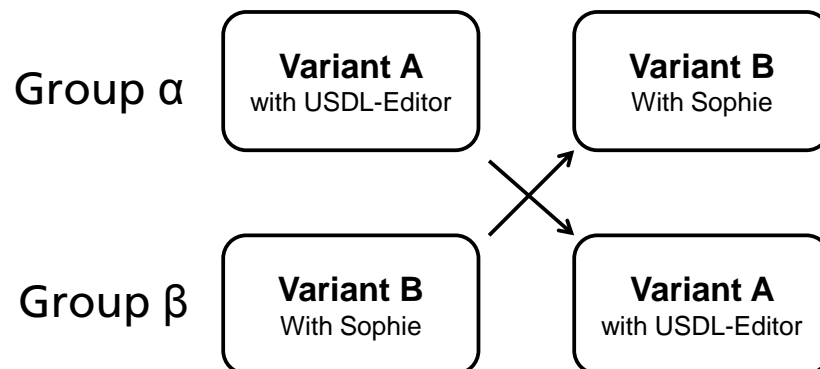 Group α
Variant A
with USDL-Editor
Variant B
With Sophie
Group β
Variant B
With Sophie
Variant A
with USDL-Editor